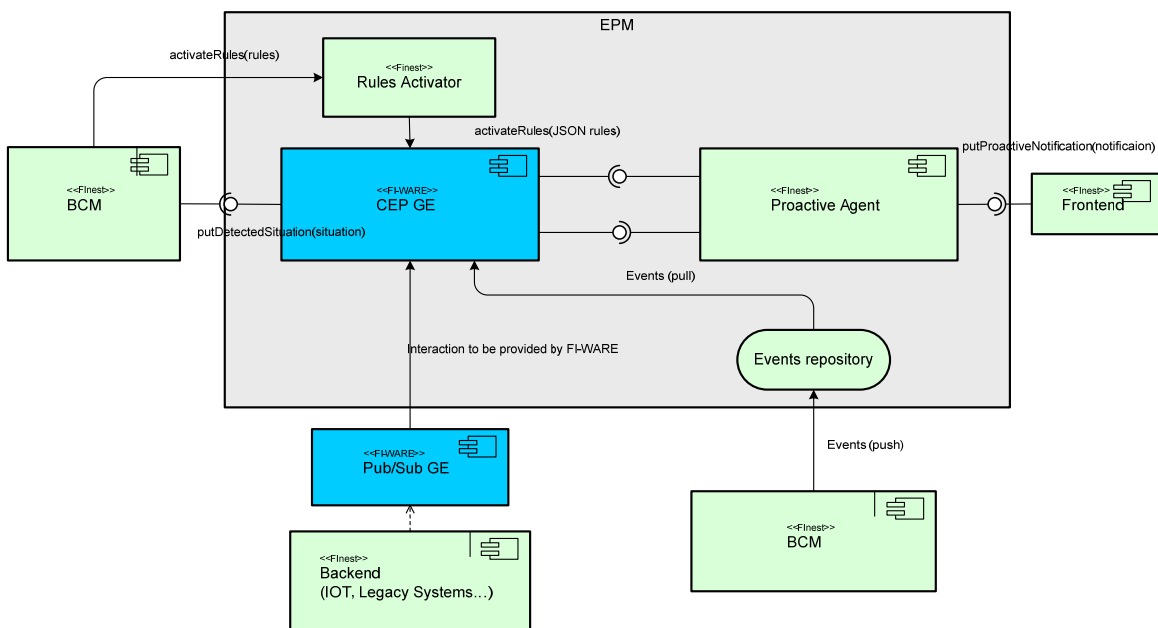 EPM
activateRules(rules)
<<Finest>>
Rules Activator
activateRules(JSON rules)
putProactiveNotification(notificaion)
<<FInest>>
BCM
<<FI-WARE>>
CEP GE
<<FInest>>
Proactive Agent
<<FInest>>
Frontend
putDetectedSituation(situation)
Events (pull)
Interaction to be provided by FI-WARE
Events repository
Events (push)
<<FI-WARE>>
Pub/Sub GE
<<FInest>>
BCM
<<FInest>>
Backend
(IOT, Legacy Systems...)